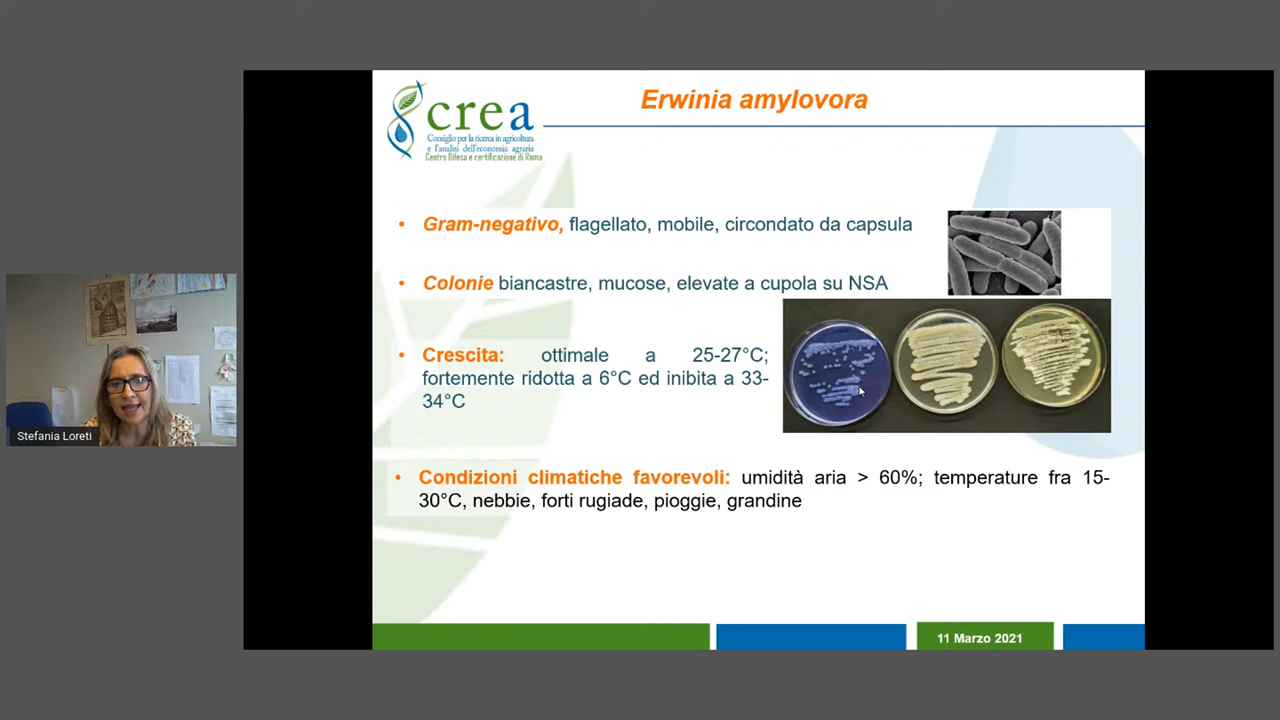 Erwinia amylovora
crea
Consiglio per la ricerca in agricoltura
e l'analisi dell'economia agraria
Centro Difesa e certificazione di Roma
• Gram-negativo, flagellato, mobile, circondato da capsula
• Colonie biancastre, mucose, elevate a cupola su NSA
• Crescita: ottimale a 25-27°C;
fortemente ridotta a 6°C ed inibita a 33-
34°C
• Condizioni climatiche favorevoli: umidità aria > 60%; temperature fra 15-
30°C, nebbie, forti rugiade, pioggie, grandine
Stefania Loreti
11 Marzo 2021